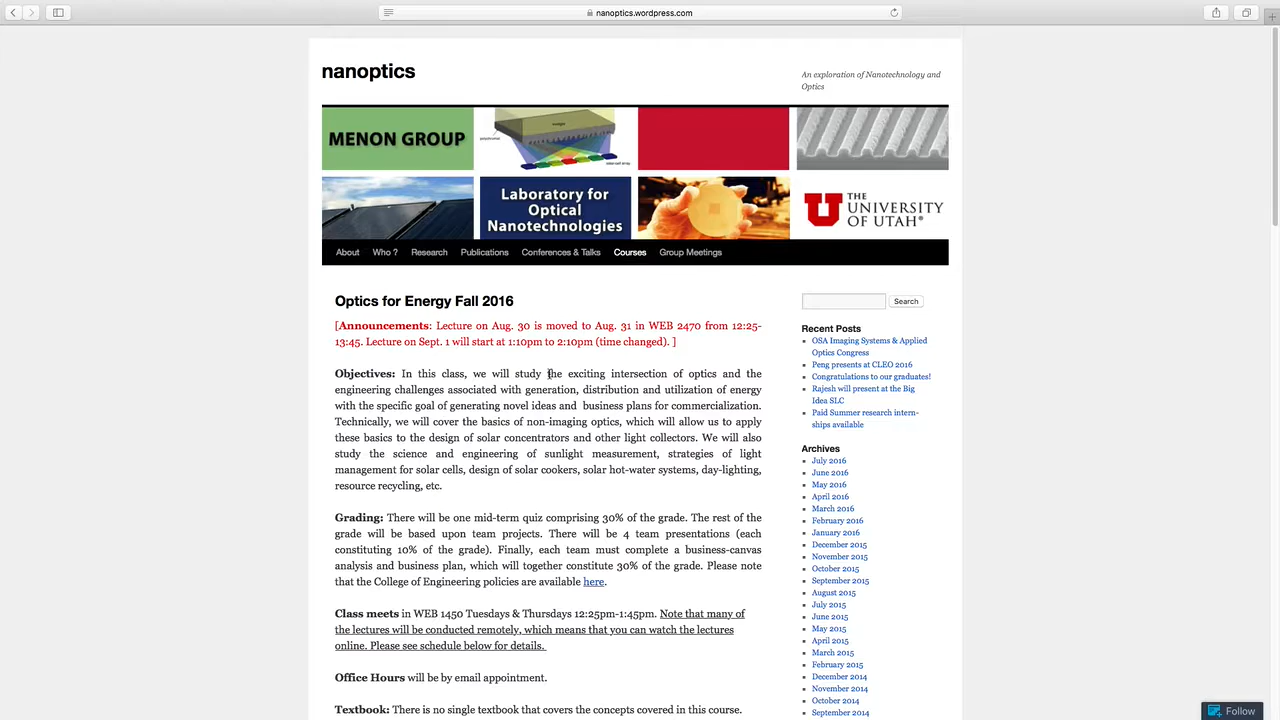 nanoptics.wordpress.com
nanoptics
An exploration of Nanotechnology and
Optics
MENON GROUP
Laboratory for
Optical
Nanotechnologies
THE
UNIVERSITY
OF UTAH®
About Who ? Research Publications Conferences & Talks Courses Group Meetings
Optics for Energy Fall 2016
[Announcements: Lecture on Aug. 30 is moved to Aug. 31 in WEB 2470 from 12:25-
13:45. Lecture on Sept. 1 will start at 1:10pm to 2:10pm (time changed). ]
Objectives: In this class, we will study the exciting intersection of optics and the
engineering challenges associated with generation, distribution and utilization of energy
with the specific goal of generating novel ideas and business plans for commercialization.
Technically, we will cover the basics of non-imaging optics, which will allow us to apply
these basics to the design of solar concentrators and other light collectors. We will also
study the science and engineering of sunlight measurement, strategies of light
management for solar cells, design of solar cookers, solar hot-water systems, day-lighting,
resource recycling, etc.
Grading: There will be one mid-term quiz comprising 30% of the grade. The rest of the
grade will be based upon team projects. There will be 4 team presentations (each
constituting 10% of the grade). Finally, each team must complete a business-canvas
analysis and business plan, which will together constitute 30% of the grade. Please note
that the College of Engineering policies are available here.
Class meets in WEB 1450 Tuesdays & Thursdays 12:25pm-1:45pm. Note that many of
the lectures will be conducted remotely, which means that you can watch the lectures
online. Please see schedule below for details.
Office Hours will be by email appointment.
Textbook: There is no single textbook that covers the concepts covered in this course.
Search
Recent Posts
OSA Imaging Systems & Applied
Optics Congress
Peng presents at CLEO 2016
Congratulations to our graduates!
Rajesh will present at the Big
Idea SLC
Paid Summer research intern-
ships available
Archives
July 2016
June 2016
May 2016
April 2016
March 2016
February 2016
January 2016
December 2015
November 2015
October 2015
September 2015
August 2015
July 2015
June 2015
May 2015
April 2015
March 2015
February 2015
December 2014
November 2014
October 2014
September 2014
Follow